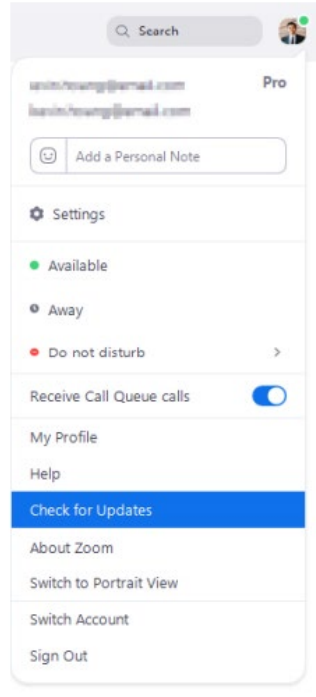 Search
Pro
Add a Personal Note
Settings
Available
Away
Do not disturb
Receive Call Queue calls
My Profile
Help
Check for Updates
About Zoom
Switch to Portrait View
Switch Account
Sign Out